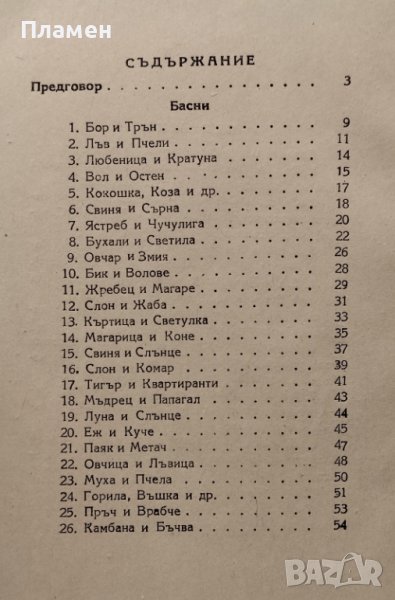 Пламен
СЪДЪРЖАНИЕ
Предговор . . . . . . . . . . . . . . 3
Басни
1. Бор и Трън . . . . . . . . . . 9
2. Лъв и Пчели . . . . . . . . . . 11
3. Любеница и Кратуна . . . . . . . 14
4. Вол и Остен . . . . . . . . . . 15
5. Кокошка, Коза и др. . . . . . . . 17
6. Свиня и Сърна . . . . . . . . . 18
7. Ястреб и Чучулига . . . . . . . . 20
8. Бухали и Светила . . . . . . . . 22
9. Овчар и Змия . . . . . . . . . . 26
10. Бик и Волове . . . . . . . . . . 28
11. Жребец и Магаре . . . . . . . . 29
12. Слон и Жаба . . . . . . . . . . 31
13. Къртица и Светулка . . . . . . . 33
14. Магарица и Коне . . . . . . . . 35
15. Свиня и Слънце . . . . . . . . . 37
16. Слон и Комар . . . . . . . . . . 39
17. Тигър и Квартиранти . . . . . . . 41
18. Мъдрец и Папагал . . . . . . . . 43
19. Луна и Слънце . . . . . . . . . 44
20. Еж и Куче . . . . . . . . . . . 45
21. Паяк и Метач . . . . . . . . . . 47
22. Овчица и Лъвица . . . . . . . . 48
23. Муха и Пчела . . . . . . . . . . 50
24. Горила, Въшка и др. . . . . . . . 51
25. Пръч и Врабче . . . . . . . . . 53
26. Камбана и Бъчва . . . . . . . . 54
BAZAR